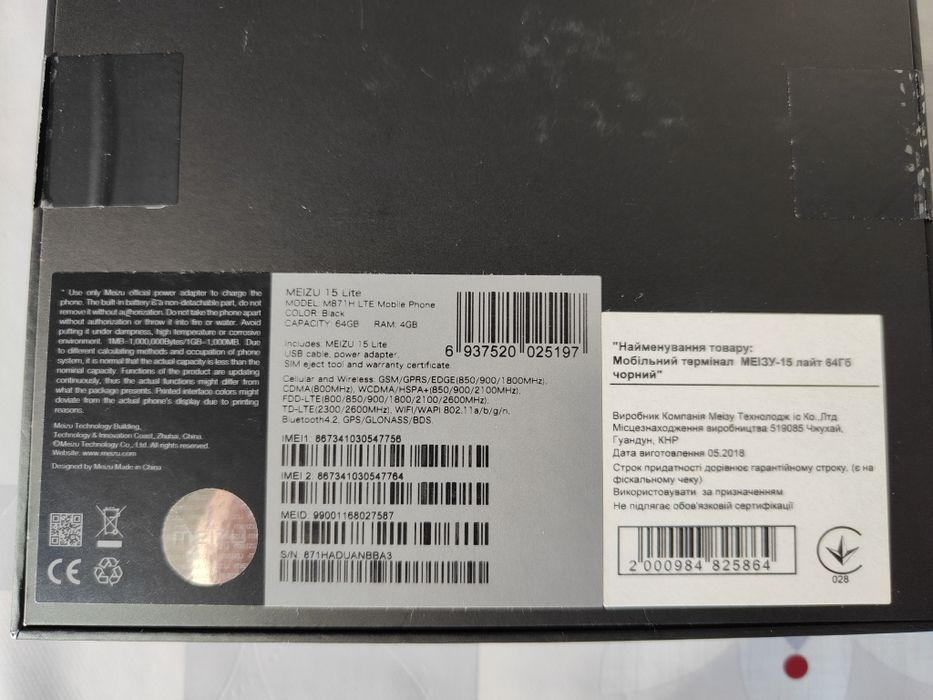 * Use only Meizu official power adapter to charge the
phone. The built-in battery is a non-detachable part, do not
remove it without authorization. Do not take the phone apart
without authorization or throw it into fire or water. Avoid
putting it under dampness, high temperature or corrosive
environment. 1MB=1,000,000Bytes/1GB=1,000MB. Due
to different calculating methods and occupation of phone
system, it is normal that the actual capacity is less than the
nominal capacity. Functions of the product are updating
continuously, thus the actual functions might differ from
what the package presents. Printed interface colors might
deviate from the actual phone's display due to printing
reasons.
Meizu Technology Building,
Technology & Innovation Coast, Zhuhai, China.
©Meizu Technology Co., Ltd. All rights reserved.
Website: www.meizu.com
Designed by Meizu Made in China
CE
MEIZU
MEIZU 15 Lite
MODEL: M871H LTE Mobile Phone
COLOR: Black
CAPACITY: 64GB RAM: 4GB
6 937520 025197
Includes: MEIZU 15 Lite
USB cable, power adapter,
SIM eject tool and warranty certificate.
Cellular and Wireless: GSM/GPRS/EDGE(850/900/1800MHz),
CDMA(800MHz), WCDMA/HSPA+(850/900/2100MHz),
FDD-LTE(800/850/900/1800/2100/2600MHz),
TD-LTE(2300/2600MHz), WIFI/WAPI 802.11a/b/g/n,
Bluetooth4.2, GPS/GLONASS/BDS.
IMEI1 867341030547756
IMEI 2 867341030547764
MEID 99001168027587
S/N 871HADUANBBA3
"Найменування товару:
Мобільний термінал МЕІЗУ-15 лайт 64Гб
чорний"
Виробник Компанія Меізу Технолодж іс Ко.,Лтд
Місцезнаходження виробництва 519085 Чжухай,
Гуандун, КНР
Дата виготовлення 05.2018
Строк придатності дорівнює гарантійному строку. (є на
фіскальному чеку)
Використовувати за призначенням
Не підлягає обов'язковій сертифікації
2 000984 825864
028